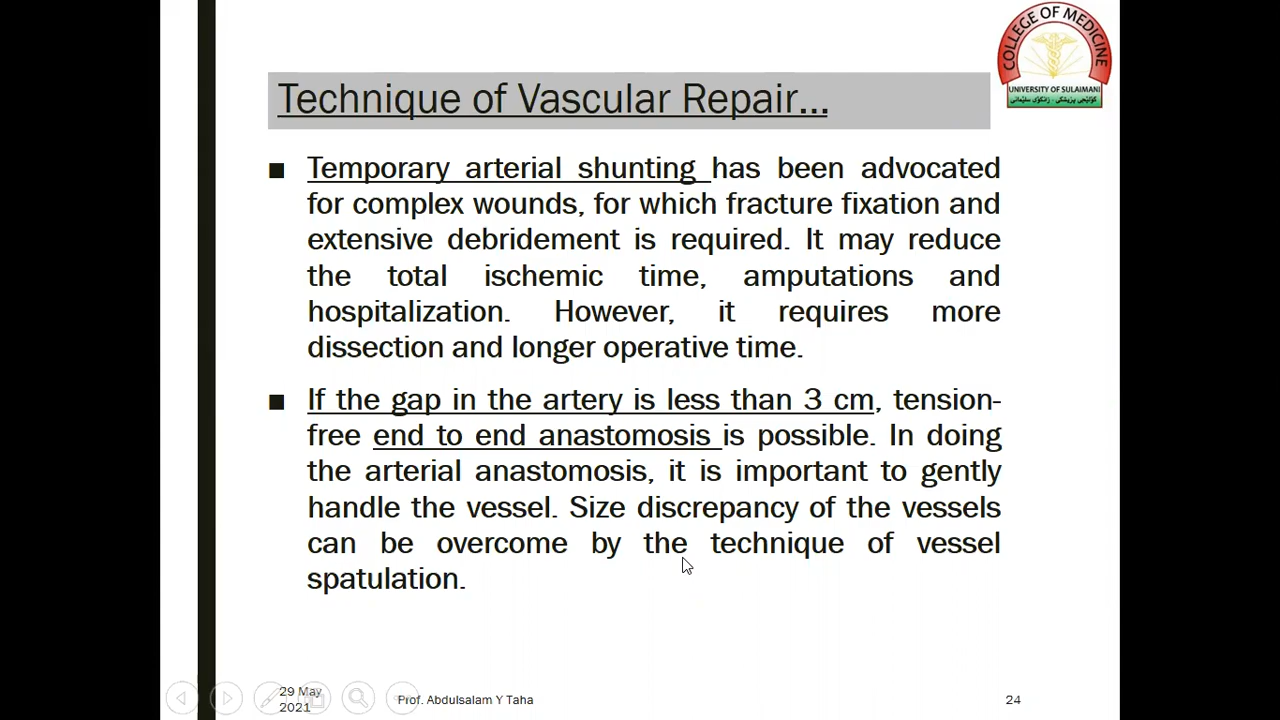 COLLEGE OF MEDICINE
UNIVERSITY OF SULAIMANI
کۆلێجی پزیشکی - زانکۆی سلێمانی
Technique of Vascular Repair...
■ Temporary arterial shunting has been advocated
for complex wounds, for which fracture fixation and
extensive debridement is required. It may reduce
the total ischemic time, amputations and
hospitalization. However, it requires more
dissection and longer operative time.
■ If the gap in the artery is less than 3 cm, tension-
free end to end anastomosis is possible. In doing
the arterial anastomosis, it is important to gently
handle the vessel. Size discrepancy of the vessels
can be overcome by the technique of vessel
spatulation.
29 May
2021
Prof. Abdulsalam Y Taha
24